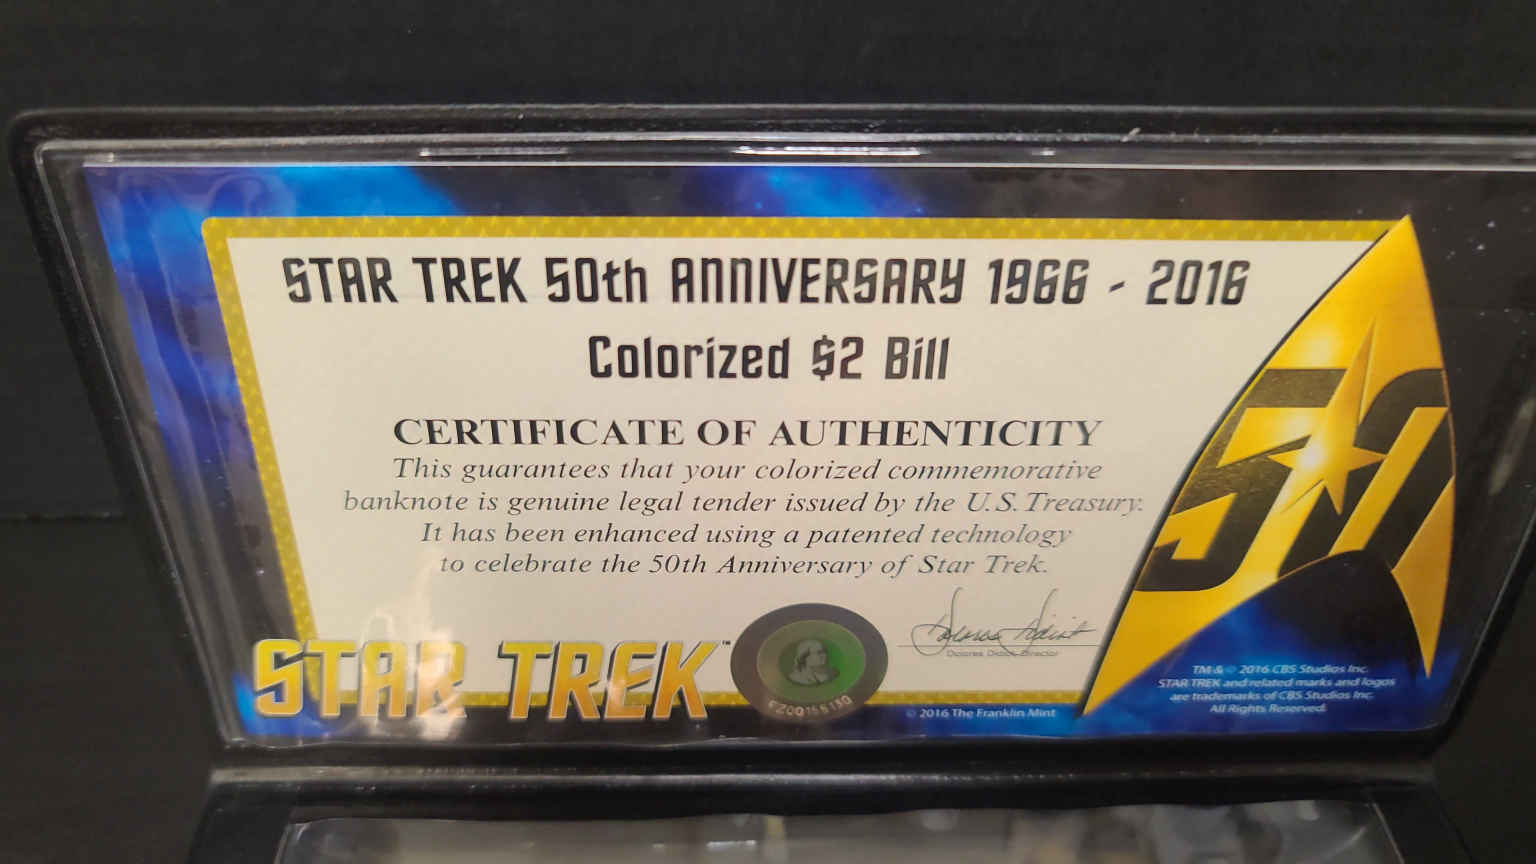 STAR TREK 50th ANNIVERSARY 1966 - 2016
Colorized $2 Bill
CERTIFICATE OF AUTHENTICITY
This guarantees that your colorized commemorative
banknote is genuine legal tender issued by the U.S. Treasury.
It has been enhanced using a patented technology
to celebrate the 50th Anniversary of Star Trek.
50
STAR TREK™
Dolores Director
© 2016 The Franklin Mint
TM & © 2016 CBS Studios Inc.
STAR TREK and related marks and logos
are trademarks of CBS Studios Inc.
All Rights Reserved.